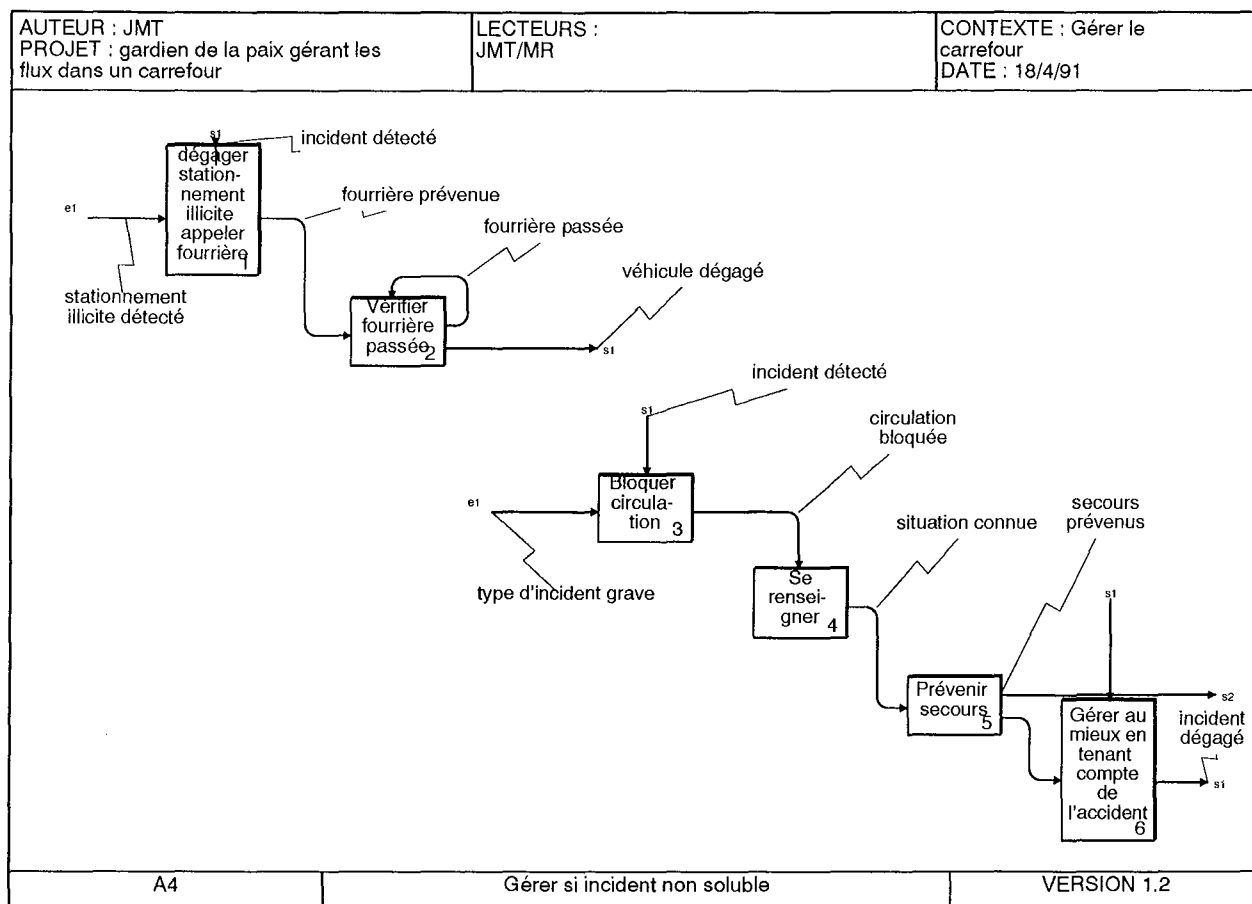 AUTEUR : JMT
PROJET : gardien de la paix gérant les
flux dans un carrefour
LECTEURS :
JMT/MR
CONTEXTE : Gérer le
carrefour
DATE : 18/4/91
s1
incident détecté
dégager
station-
nement
illicite
appeler
fourrière
1
e1
stationnement
illicite détecté
fourrière prévenue
fourrière passée
Vérifier
fourrière
passée
2
véhicule dégagé
s1
incident détecté
s1
circulation
bloquée
Bloquer
circula-
tion
3
e1
type d'incident grave
situation connue
secours
prévenus
Se
rensei-
gner
4
s1
Prévenir
secours
5
s2
Gérer au
mieux en
tenant
compte
de
l'accident
6
incident
dégagé
s1
A4
Gérer si incident non soluble
VERSION 1.2